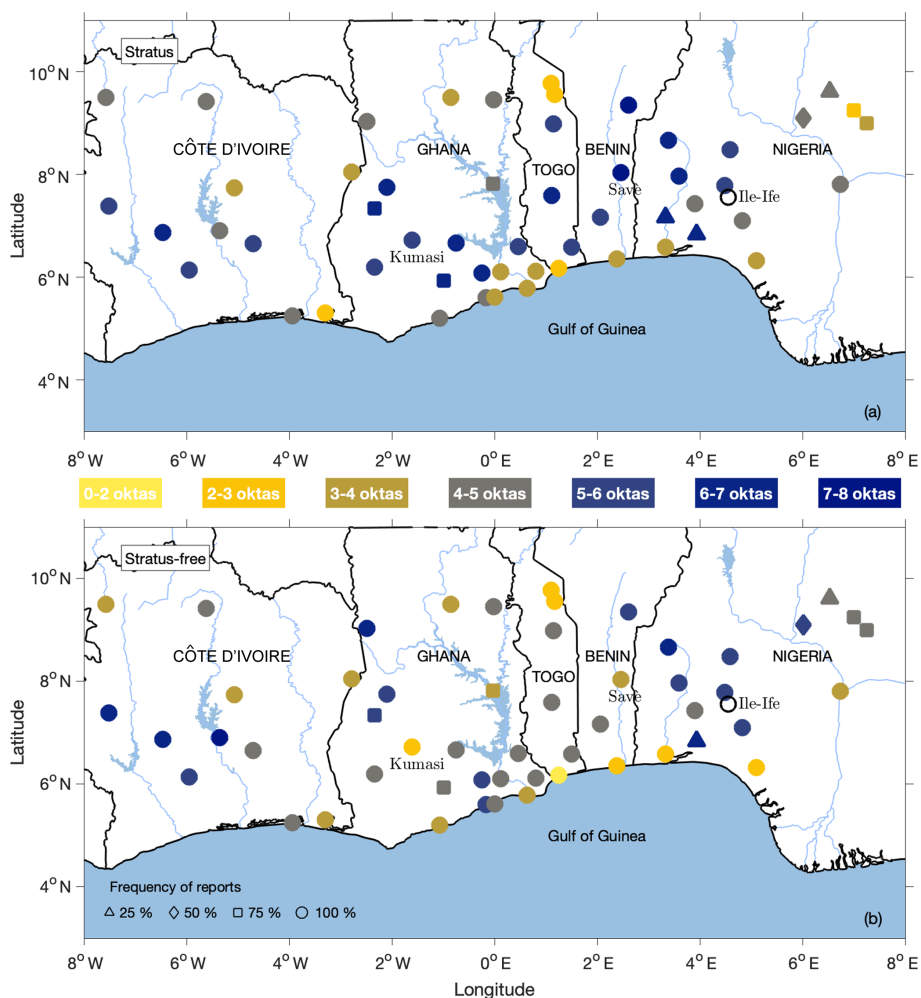 10° N
Stratus
CÔTE D'IVOIRE
GHANA
BENIN
NIGERIA
TOGO
8° N
Savè
Ile-Ife
Latitude
Kumasi
6° N
Gulf of Guinea
4° N
(a)
8° W 6° W 4° W 2° W 0° E 2° E 4° E 6° E 8° E
0-2 oktas 2-3 oktas 3-4 oktas 4-5 oktas 5-6 oktas 6-7 oktas 7-8 oktas
Stratus-free
10° N
CÔTE D'IVOIRE
GHANA
BENIN
NIGERIA
TOGO
8° N
Savè
Ile-Ife
Latitude
Kumasi
6° N
Gulf of Guinea
4° N
Frequency of reports
25 % 50 % 75 % 100 %
(b)
8° W 6° W 4° W 2° W 0° E 2° E 4° E 6° E 8° E
Longitude